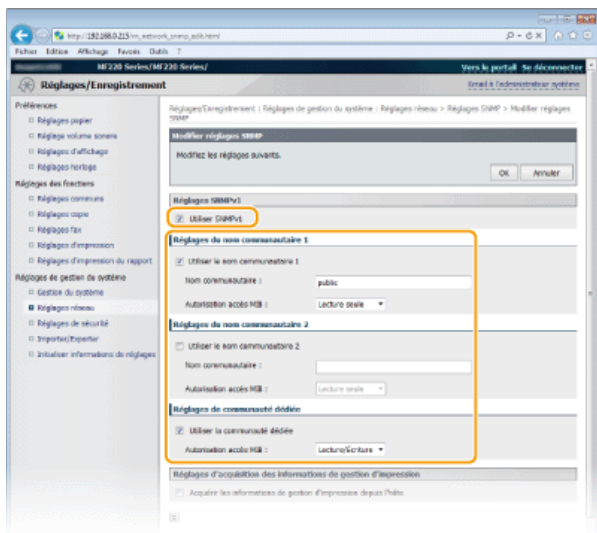 http://192.168.0.215/m_network_snmp_edit.html
Fichier Edition Affichage Favoris Outils ?
MF220 Series/MF220 Series/
Vers le portail Se déconnecter
Réglages/Enregistrement
Email à l'administrateur système
Préférences
Réglages papier
Réglage volume sonore
Réglages d'affichage
Réglages horloge
Réglages des fonctions
Réglages communs
Réglages copie
Réglages fax
Réglages d'impression
Réglages d'impression du rapport
Réglages de gestion du système
Gestion du système
Réglages réseau
Réglages de sécurité
Importer/Exporter
Initialiser informations de réglages
Réglages/Enregistrement : Réglages de gestion du système : Réglages réseau > Réglages SNMP > Modifier réglages SNMP
Modifier réglages SNMP
Modifiez les réglages suivants.
OK Annuler
Réglages SNMPv1
Utiliser SNMPv1
Réglages du nom communautaire 1
Utiliser le nom communautaire 1
Nom communautaire : public
Autorisation accès MIB : Lecture seule
Réglages du nom communautaire 2
Utiliser le nom communautaire 2
Nom communautaire :
Autorisation accès MIB : Lecture seule
Réglages de communauté dédiée
Utiliser la communauté dédiée
Autorisation accès MIB : Lecture/Écriture
Réglages d'acquisition des informations de gestion d'impression
Acquérir les informations de gestion d'impression depuis l'hôte